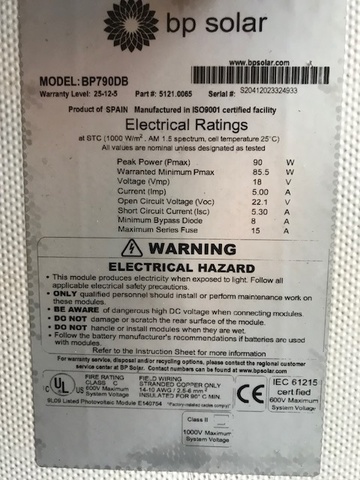 bp solar
www.bpsolar.com
MODEL: BP790DB
Warranty Level: 25-12-5 Part #: 5121.0065 Serial #: S20412023324933
Product of SPAIN Manufactured in ISO9001 certified facility
Electrical Ratings
at STC (1000 W/m², AM 1.5 spectrum, cell temperature 25°C)
All values are nominal unless designated as tested
Peak Power (Pmax) 90 W
Warranted Minimum Pmax 85.5 W
Voltage (Vmp) 18 V
Current (Imp) 5.00 A
Open Circuit Voltage (Voc) 22.1 V
Short Circuit Current (Isc) 5.30 A
Minimum Bypass Diode 8 A
Maximum Series Fuse 15 A
WARNING
ELECTRICAL HAZARD
• This module produces electricity when exposed to light. Follow all
applicable electrical safety precautions.
• ONLY qualified personnel should install or perform maintenance work on
these modules.
• BE AWARE of dangerous high DC voltage when connecting modules.
• DO NOT damage or scratch the rear surface of the module.
• DO NOT handle or install modules when they are wet.
• Follow the battery manufacturer's recommendations if batteries are used
with modules.
Refer to the Instruction Sheet for more information
For warranty service, disposal and/or recycling options, please contact the regional customer
service center at BP Solar. Contact numbers can be found at www.bpsolar.com
UL
FIRE RATING
CLASS C
600V Maximum
System Voltage
FIELD WIRING
STRANDED COPPER ONLY
14-10 AWG / 2.5-6 mm²
INSULATED FOR 90° C MIN.
9L09 Listed Photovoltaic Module E140794
CE
IEC 61215
certified
600V Maximum
System Voltage
Class II
1000V Maximum
System Voltage